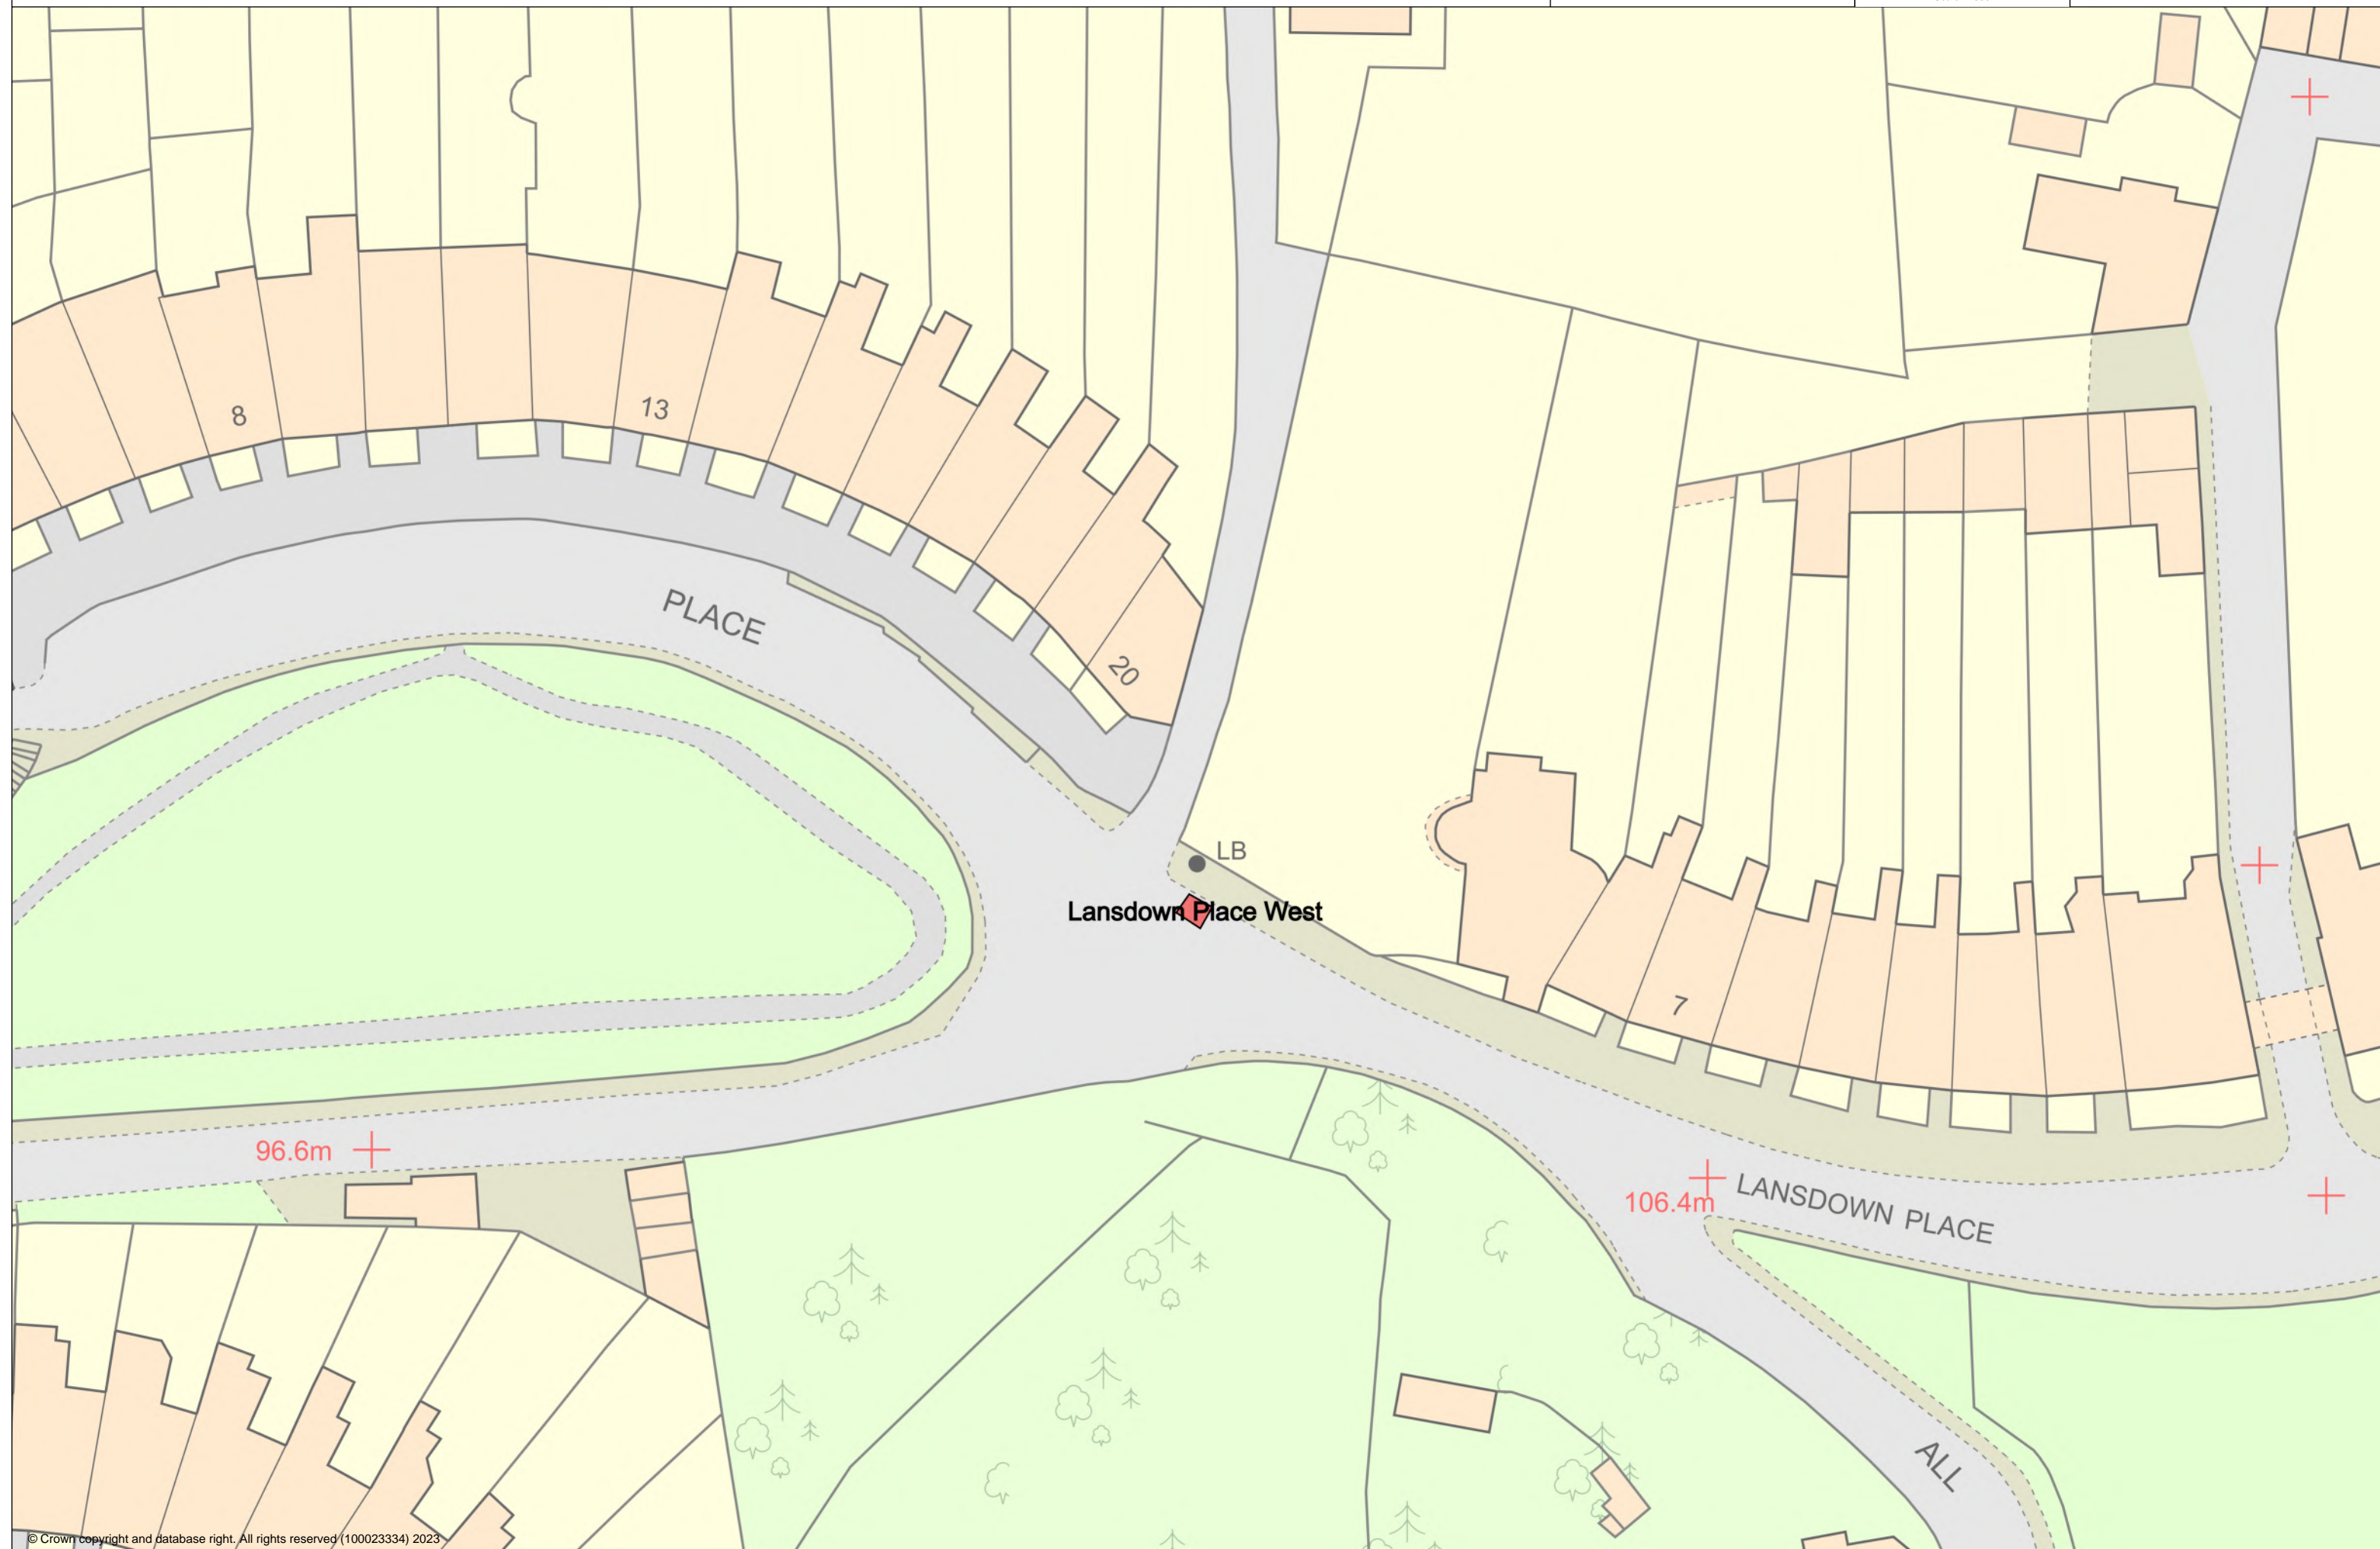 8
13
PLACE
20
LB
Lansdown Place West
7
96.6m
106.4m
LANSDOWN PLACE
ALL
© Crown copyright and database right. All rights reserved (100023334) 2023